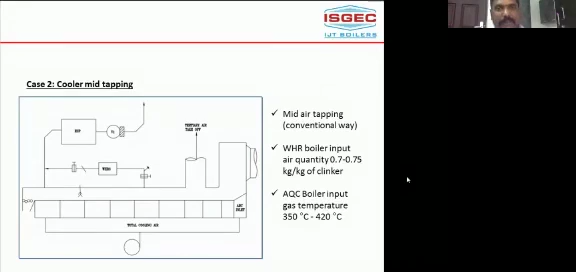 ISGEC
IJT BOILERS
Case 2: Cooler mid tapping
ESP
TERTIARY AIR
TAKE OFF
WHRB
TOTAL COOLING AIR
✓ Mid air tapping
(conventional way)
✓ WHR boiler input
air quantity 0.7-0.75
kg/kg of clinker
✓ AQC Boiler input
gas temperature
350 °C - 420 °C